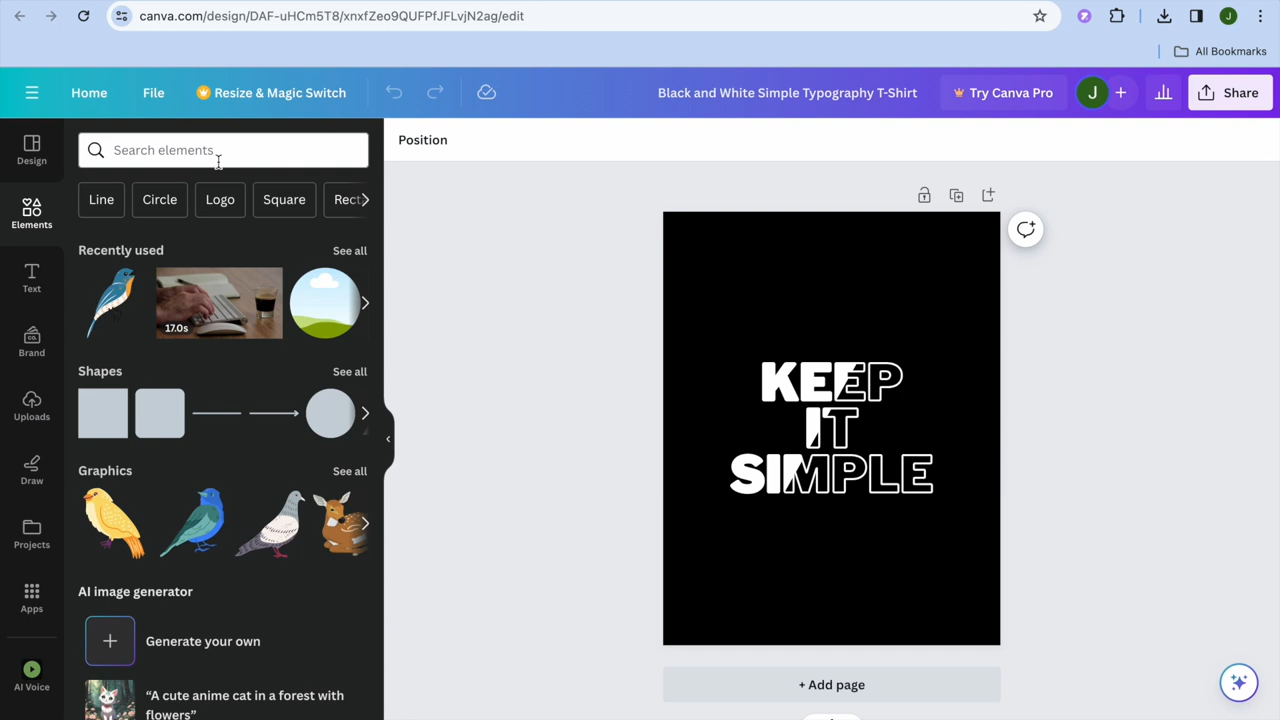 canva.com/design/DAF-uHCm5T8/xnxfZeo9QUFPfJFLvjN2ag/edit
J
All Bookmarks
Home File Resize & Magic Switch Black and White Simple Typography T-Shirt Try Canva Pro J Share
Design
Elements
Text
Brand
Uploads
Draw
Projects
Apps
AI Voice
Search elements
Line Circle Logo Square Rect
Recently used See all
17.0s
Shapes See all
Graphics See all
AI image generator
Generate your own
“A cute anime cat in a forest with
flowers”
Position
KEEP
IT
SIMPLE
+ Add page